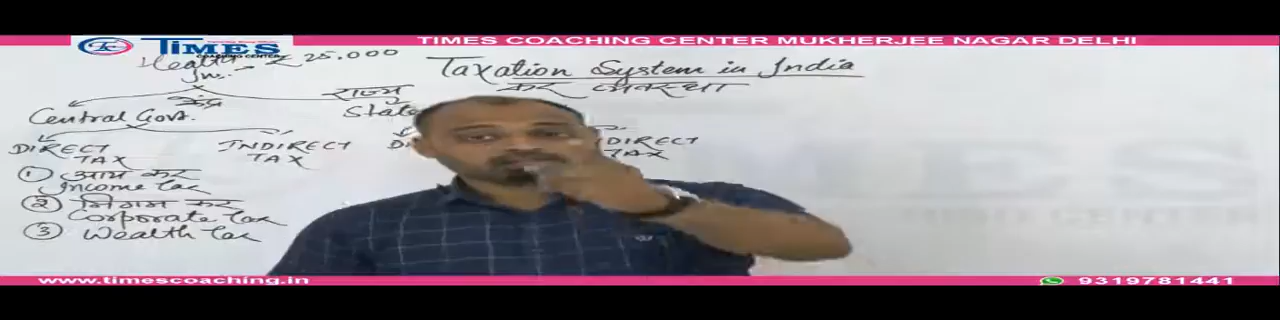 TIMES
TIMES COACHING CENTER MUKHERJEE NAGAR DELHI
Health ₹ 25,000
In.:-
Taxation System in India
कर व्यवस्था
केंद्र
राज्य
Central Govt.
State
DIRECT TAX
INDIRECT TAX
DIRECT
TAX
① आय कर
Income Tax
② निगम कर
Corporate Tax
③ Wealth Tax
www.timescoaching.in
9319781441